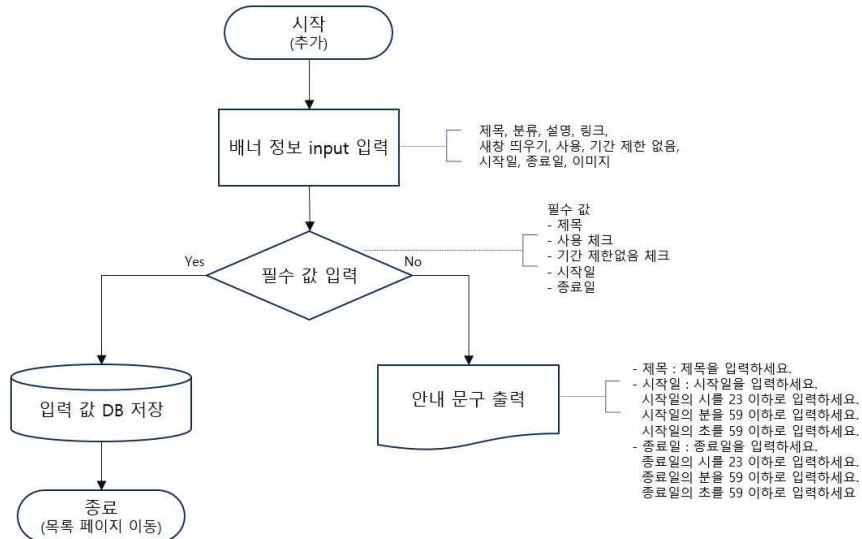 시작
(추가)
배너 정보 input 입력
제목, 분류, 설명, 링크,
새창 띄우기, 사용, 기간 제한 없음,
시작일, 종료일, 이미지
필수 값
- 제목
- 사용 체크
- 기간 제한없음 체크
- 시작일
- 종료일
Yes
필수 값 입력
No
입력 값 DB 저장
안내 문구 출력
- 제목 : 제목을 입력하세요.
- 시작일 : 시작일을 입력하세요.
시작일의 시를 23 이하로 입력하세요.
시작일의 분을 59 이하로 입력하세요.
시작일의 초를 59 이하로 입력하세요.
- 종료일 : 종료일을 입력하세요.
종료일의 시를 23 이하로 입력하세요.
종료일의 분을 59 이하로 입력하세요.
종료일의 초를 59 이하로 입력하세요
종료
(목록 페이지 이동)